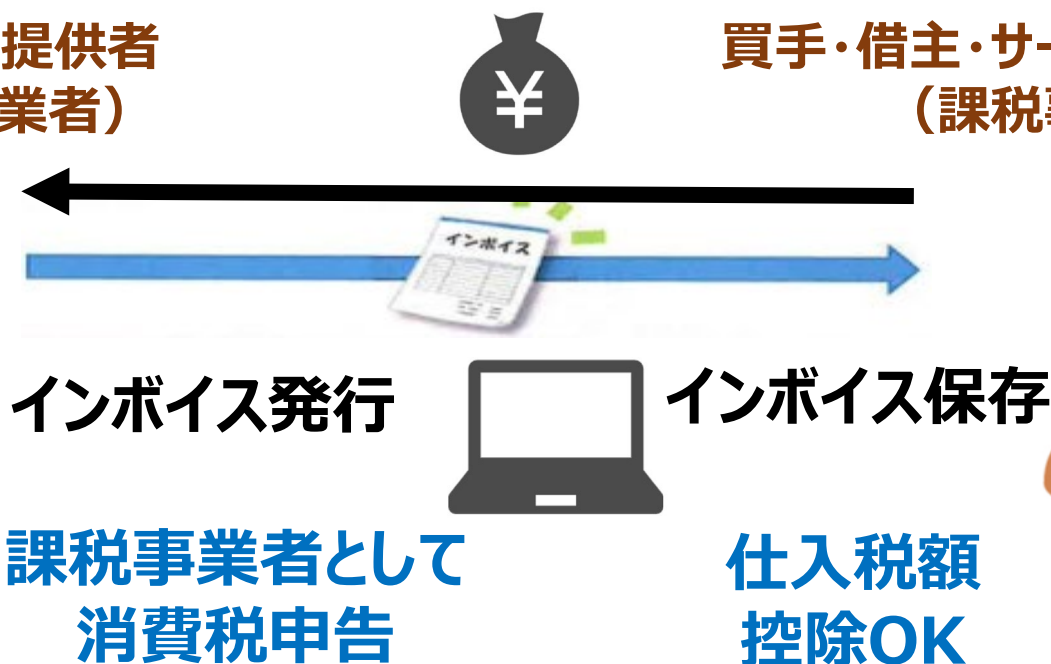 提供者
業者）
¥
買手・借主・サー
（課税事
インボイス
インボイス発行
インボイス保存
課税事業者として
消費税申告
仕入税額
控除OK